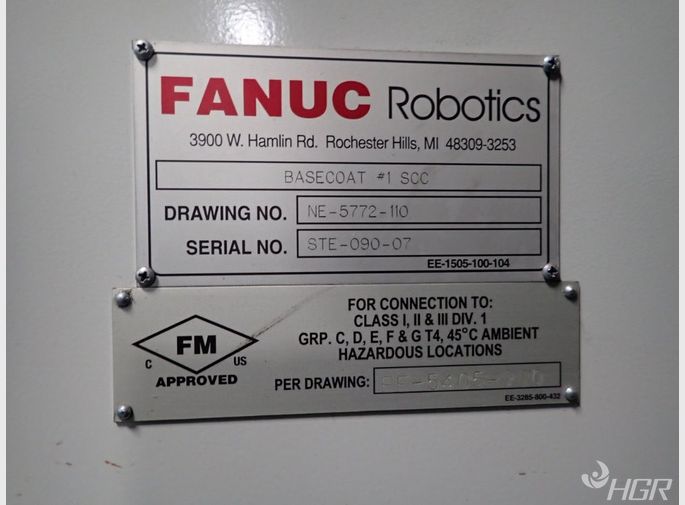 FANUC Robotics
3900 W. Hamlin Rd. Rochester Hills, MI 48309-3253
BASECOAT #1 SCC
DRAWING NO. NE-5772-110
SERIAL NO. STE-090-07
EE-1505-100-104
FM
C US
APPROVED
FOR CONNECTION TO:
CLASS I, II & III DIV. 1
GRP. C, D, E, F & G T4, 45°C AMBIENT
HAZARDOUS LOCATIONS
PER DRAWING:
EE-3285-800-432
HGR